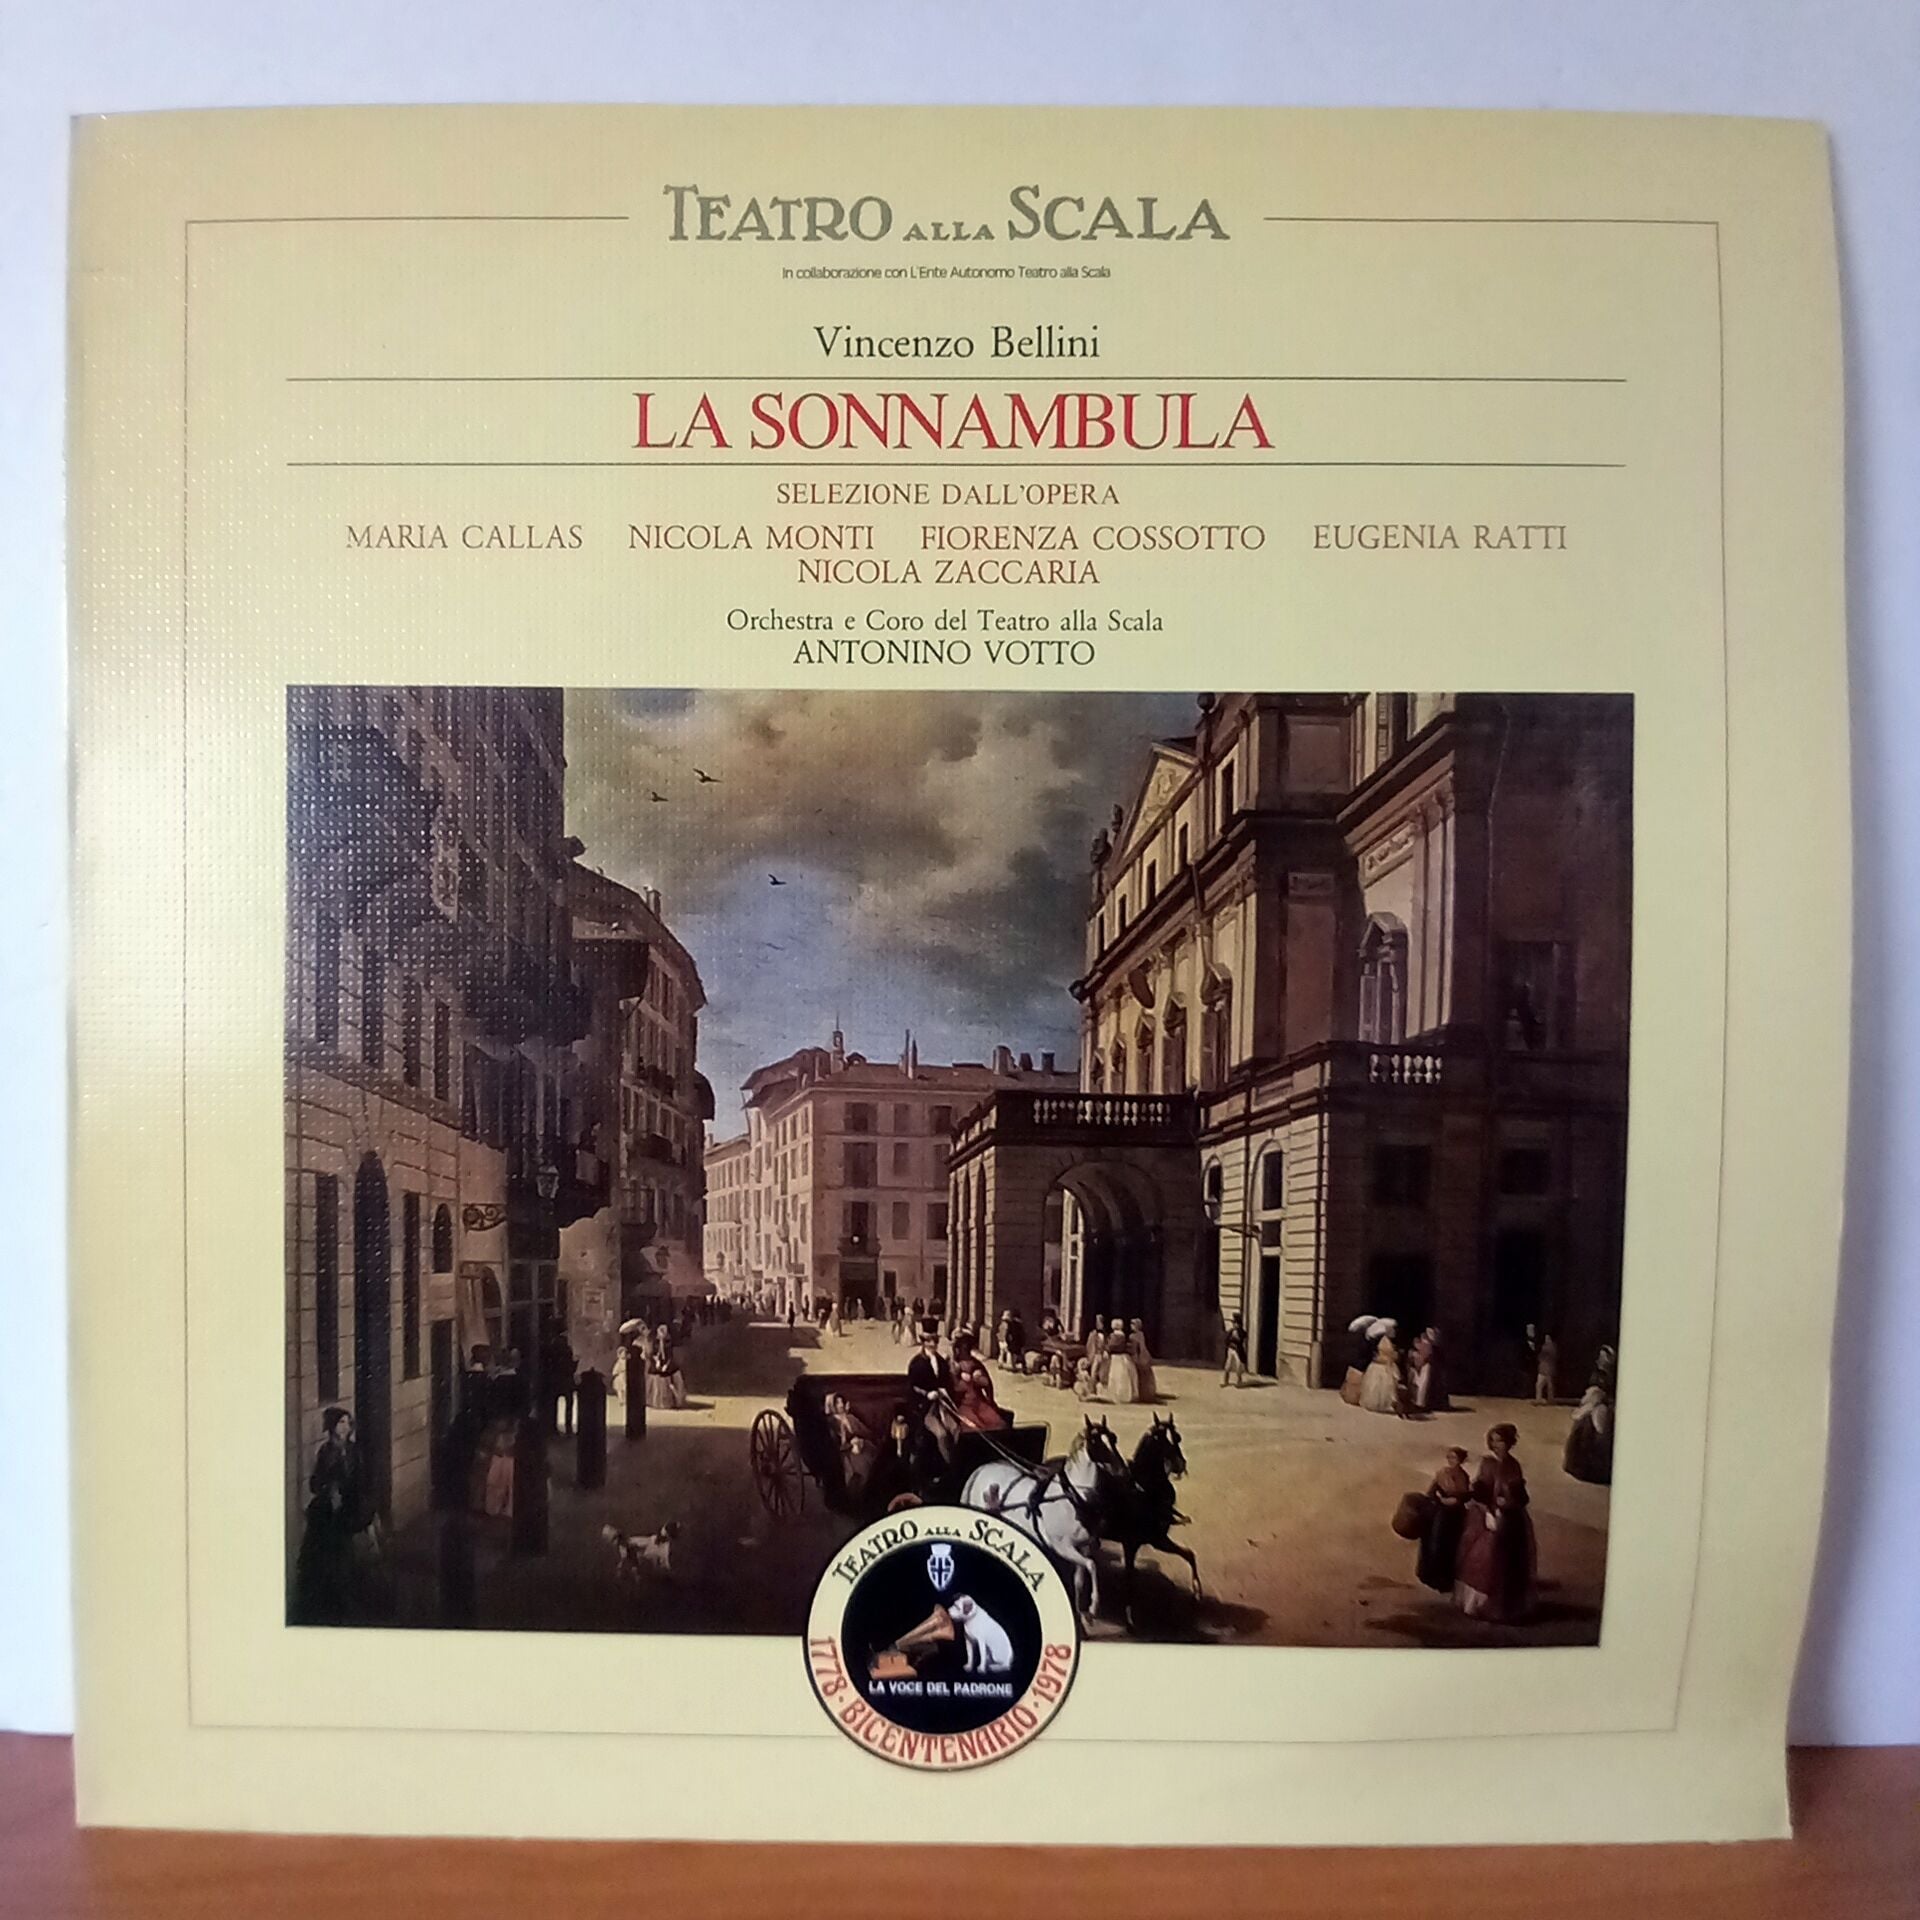 TEATRO ALLA SCALA
In collaborazione con L'Ente Autonomo Teatro alla Scala
Vincenzo Bellini
LA SONNAMBULA
SELEZIONE DALL'OPERA
MARIA CALLAS NICOLA MONTI FIORENZA COSSOTTO EUGENIA RATTI
NICOLA ZACCARIA
Orchestra e Coro del Teatro alla Scala
ANTONINO VOTTO
TEATRO ALLA SCALA
LA VOCE DEL PADRONE
1778 · BICENTENARIO · 1978